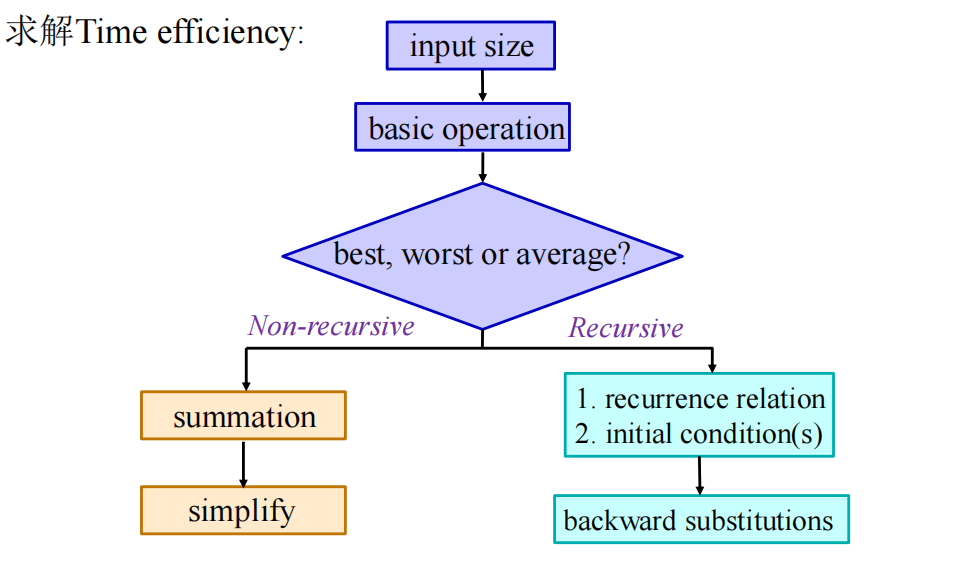 求解Time efficiency:
input size
basic operation
best, worst or average?
Non-recursive
Recursive
summation
1. recurrence relation
2. initial condition(s)
simplify
backward substitutions